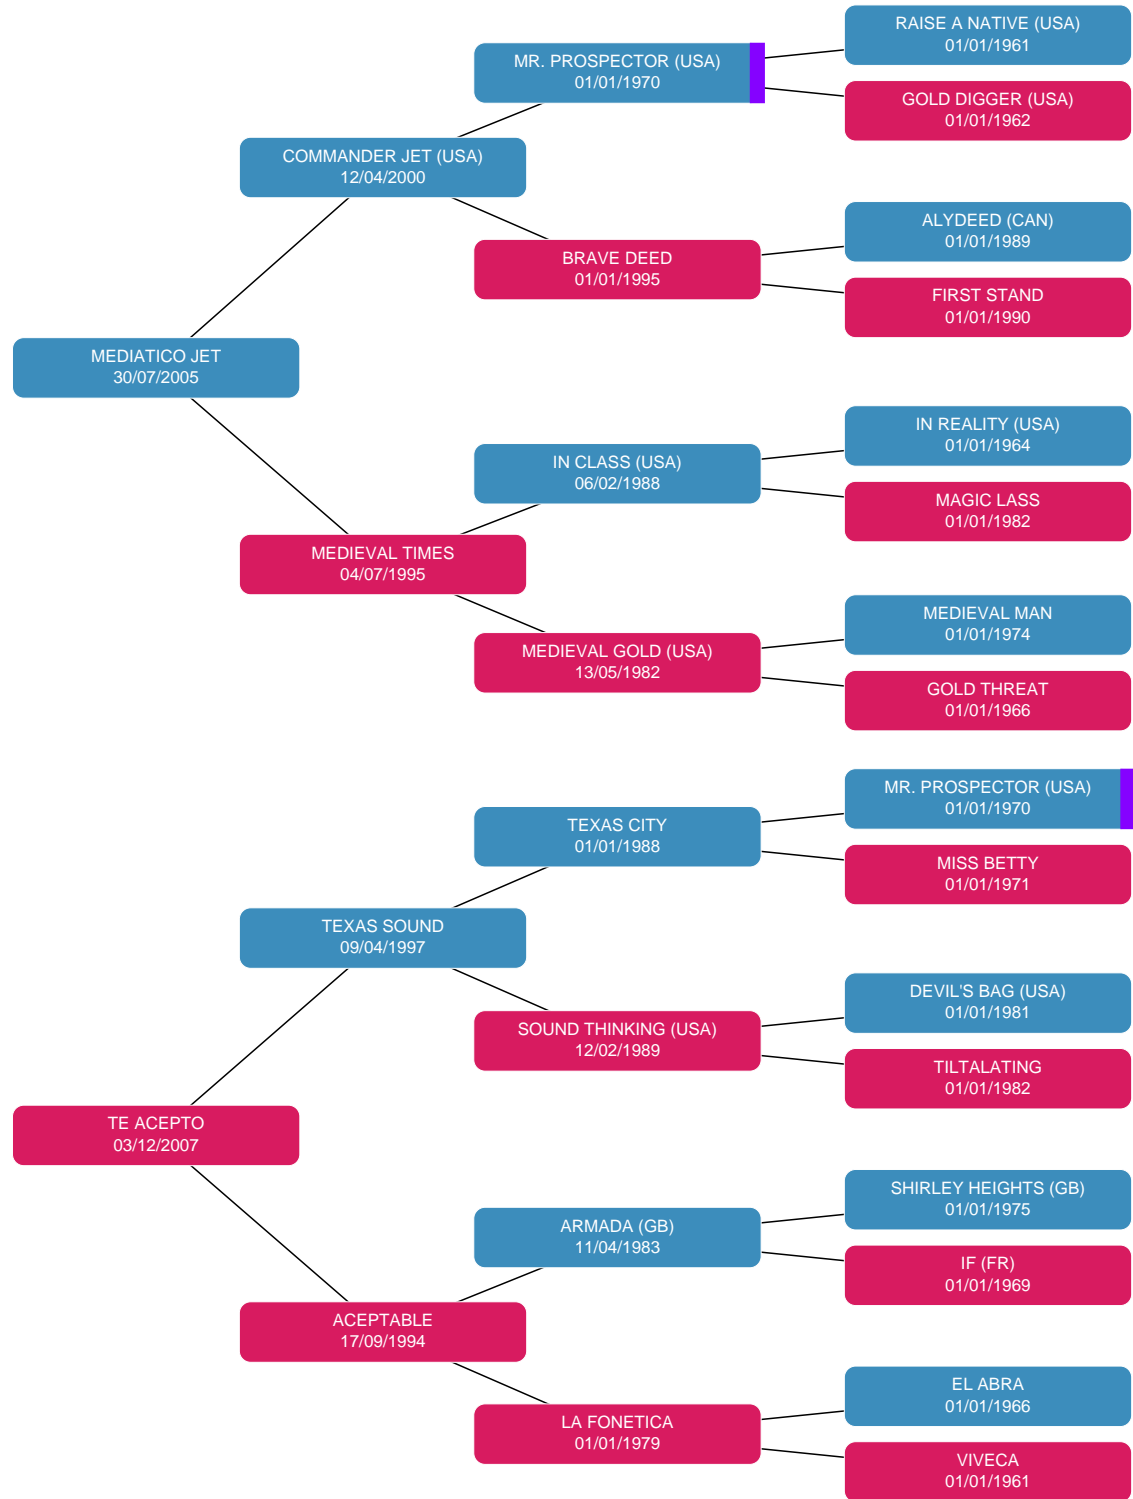 RAISE A NATIVE (USA)
01/01/1961
MR. PROSPECTOR (USA)
01/01/1970
GOLD DIGGER (USA)
01/01/1962
COMMANDER JET (USA)
12/04/2000
ALYDEED (CAN)
01/01/1989
BRAVE DEED
01/01/1995
FIRST STAND
01/01/1990
MEDIATICO JET
30/07/2005
IN REALITY (USA)
01/01/1964
IN CLASS (USA)
06/02/1988
MAGIC LASS
01/01/1982
MEDIEVAL TIMES
04/07/1995
MEDIEVAL MAN
01/01/1974
MEDIEVAL GOLD (USA)
13/05/1982
GOLD THREAT
01/01/1966
MR. PROSPECTOR (USA)
01/01/1970
TEXAS CITY
01/01/1988
MISS BETTY
01/01/1971
TEXAS SOUND
09/04/1997
DEVIL'S BAG (USA)
01/01/1981
SOUND THINKING (USA)
12/02/1989
TILTALATING
01/01/1982
TE ACEPTO
03/12/2007
SHIRLEY HEIGHTS (GB)
01/01/1975
ARMADA (GB)
11/04/1983
IF (FR)
01/01/1969
ACEPTABLE
17/09/1994
EL ABRA
01/01/1966
LA FONETICA
01/01/1979
VIVECA
01/01/1961